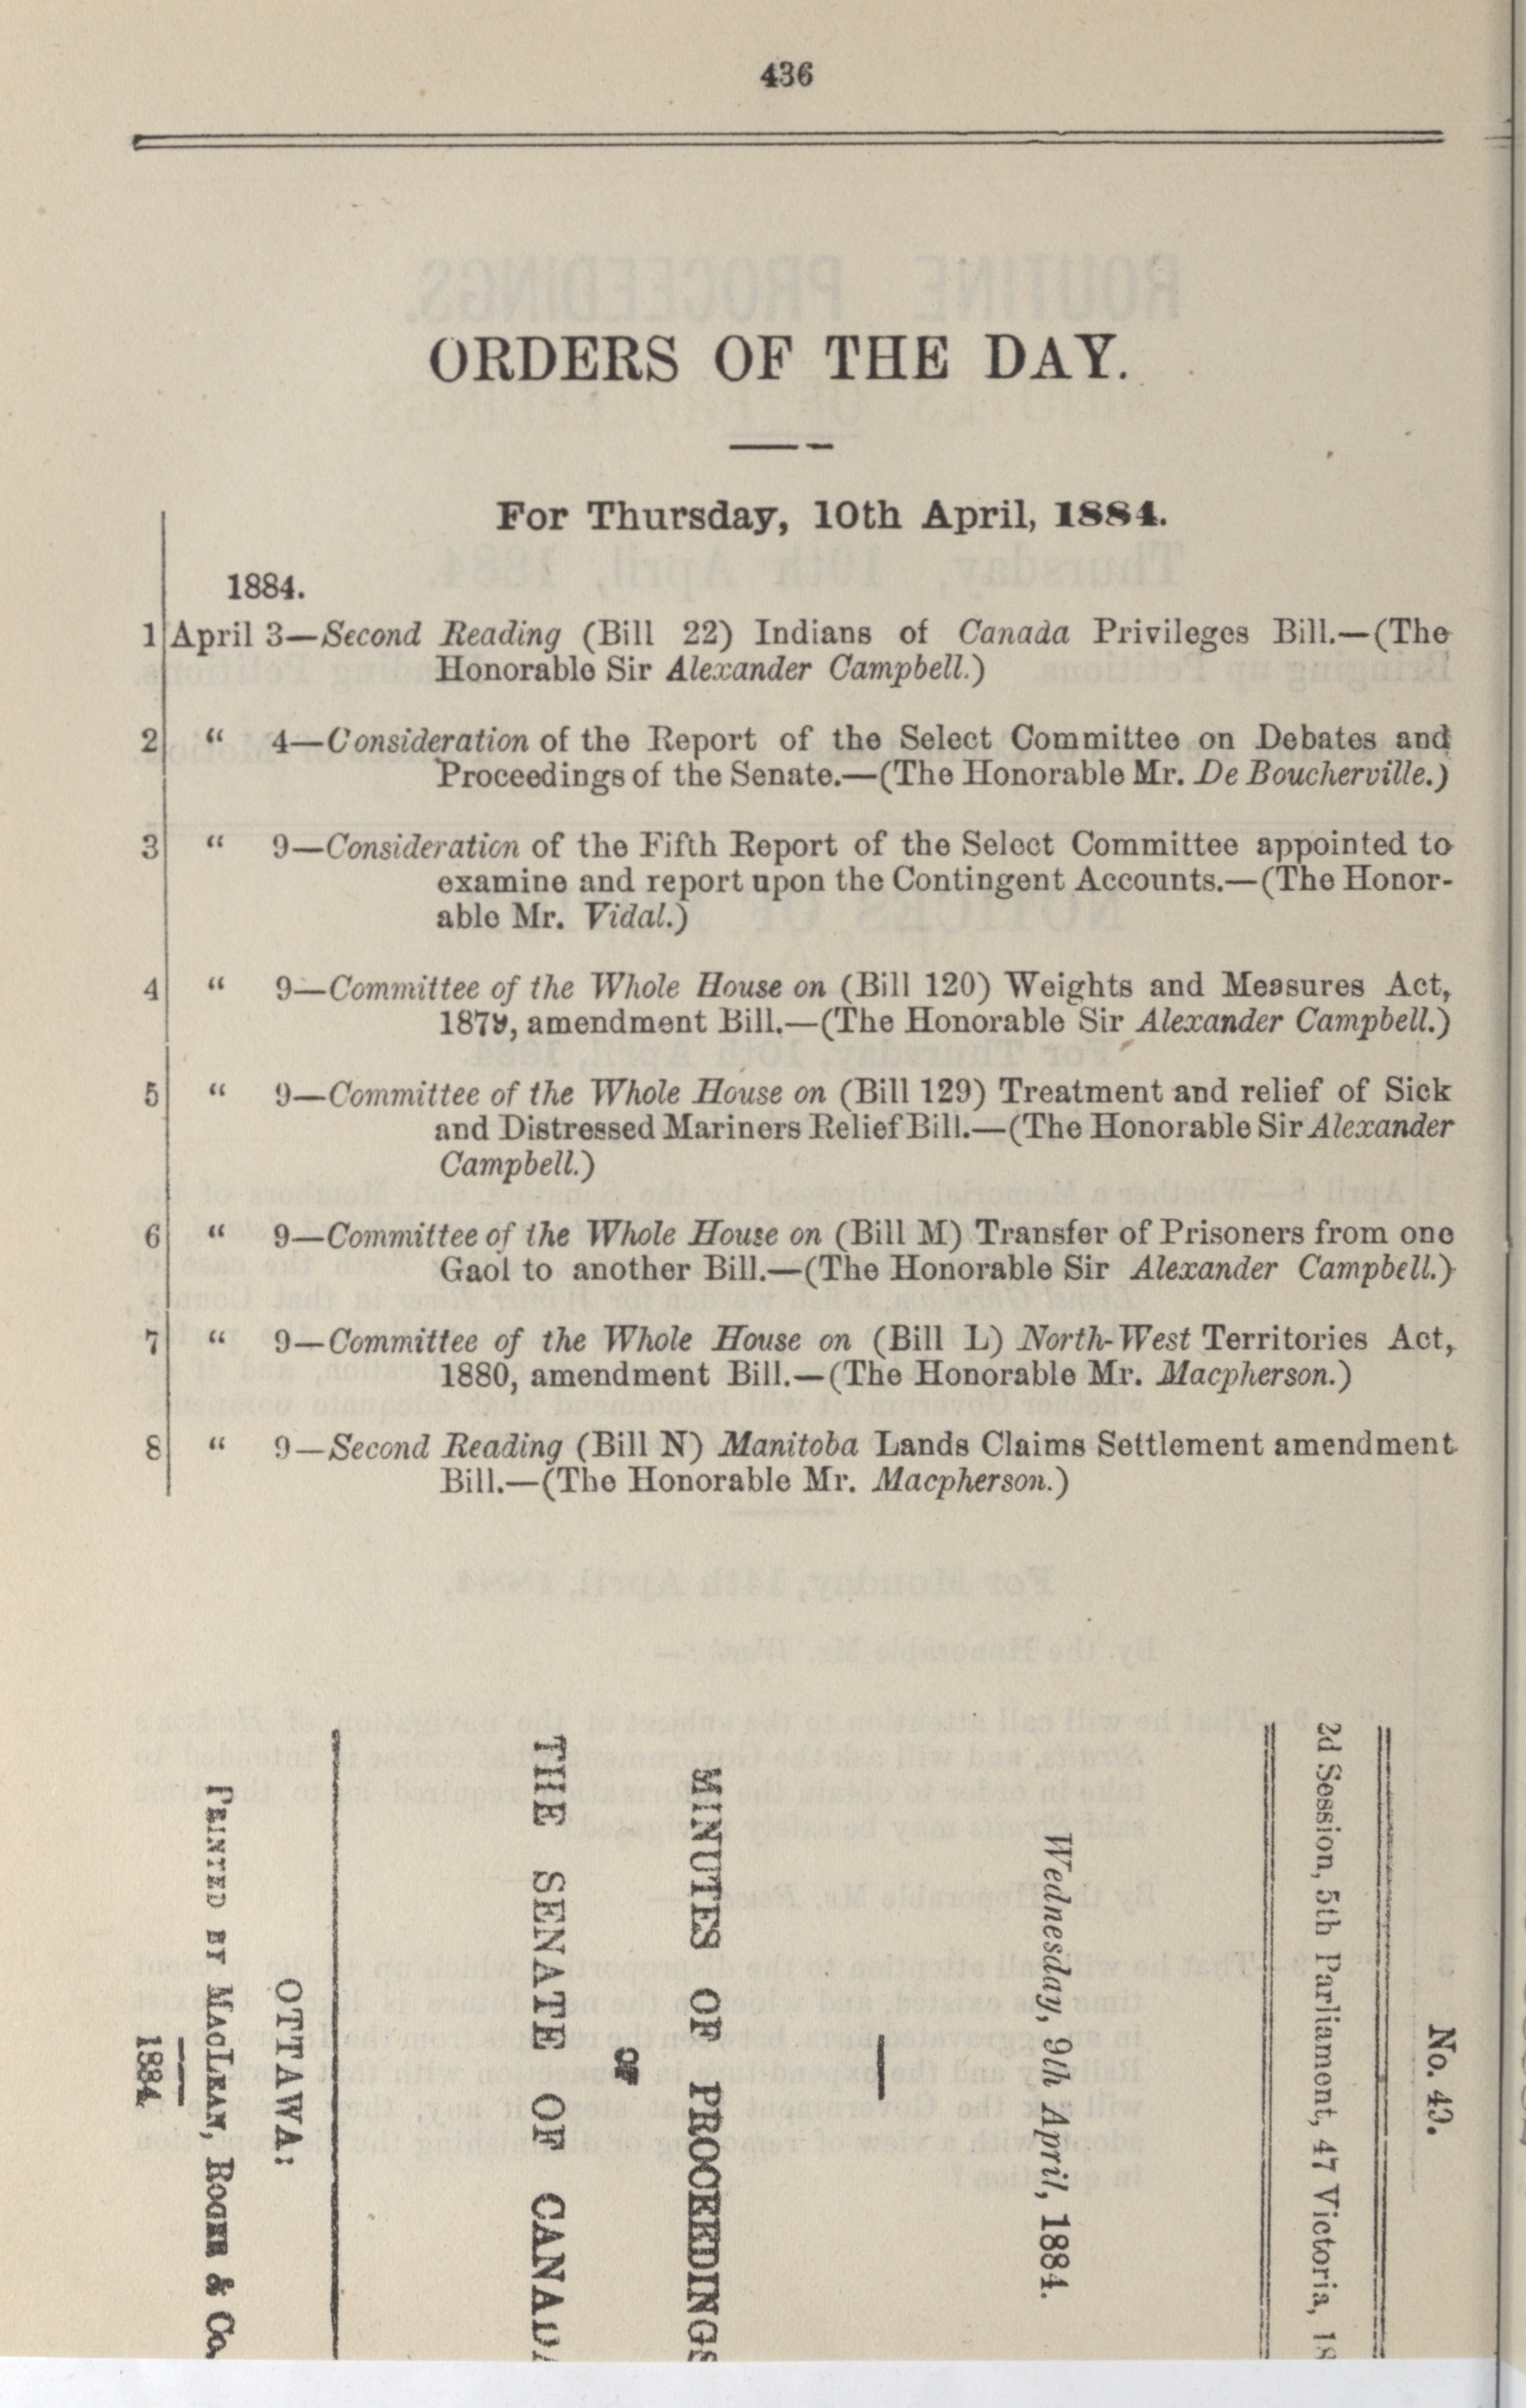 436
ORDERS OF THE DAY.
For Thursday, 10th April, 1884.
1884.
1 April 3—Second Reading (Bill 22) Indians of Canada Privileges Bill.—(The
Honorable Sir Alexander Campbell.)
2 “ 4—Consideration of the Report of the Select Committee on Debates and
Proceedings of the Senate.—(The Honorable Mr. De Boucherville.)
3 “ 9—Consideration of the Fifth Report of the Select Committee appointed to
examine and report upon the Contingent Accounts.—(The Honor-
able Mr. Vidal.)
4 “ 9—Committee of the Whole House on (Bill 120) Weights and Measures Act,
1879, amendment Bill.—(The Honorable Sir Alexander Campbell.)
5 “ 9—Committee of the Whole House on (Bill 129) Treatment and relief of Sick
and Distressed Mariners Relief Bill.—(The Honorable Sir Alexander
Campbell.)
6 “ 9—Committee of the Whole House on (Bill M) Transfer of Prisoners from one
Gaol to another Bill.—(The Honorable Sir Alexander Campbell.)
7 “ 9—Committee of the Whole House on (Bill L) North-West Territories Act,
1880, amendment Bill.—(The Honorable Mr. Macpherson.)
8 “ 9—Second Reading (Bill N) Manitoba Lands Claims Settlement amendment
Bill.—(The Honorable Mr. Macpherson.)
No. 49.
2d Session, 5th Parliament, 47 Victoria, 18
Wednesday, 9th April, 1884.
MINUTES OF PROCEEDINGS
OF
THE SENATE OF CANADA
OTTAWA:
PRINTED BY MACLEAN, ROGER & Co
1884